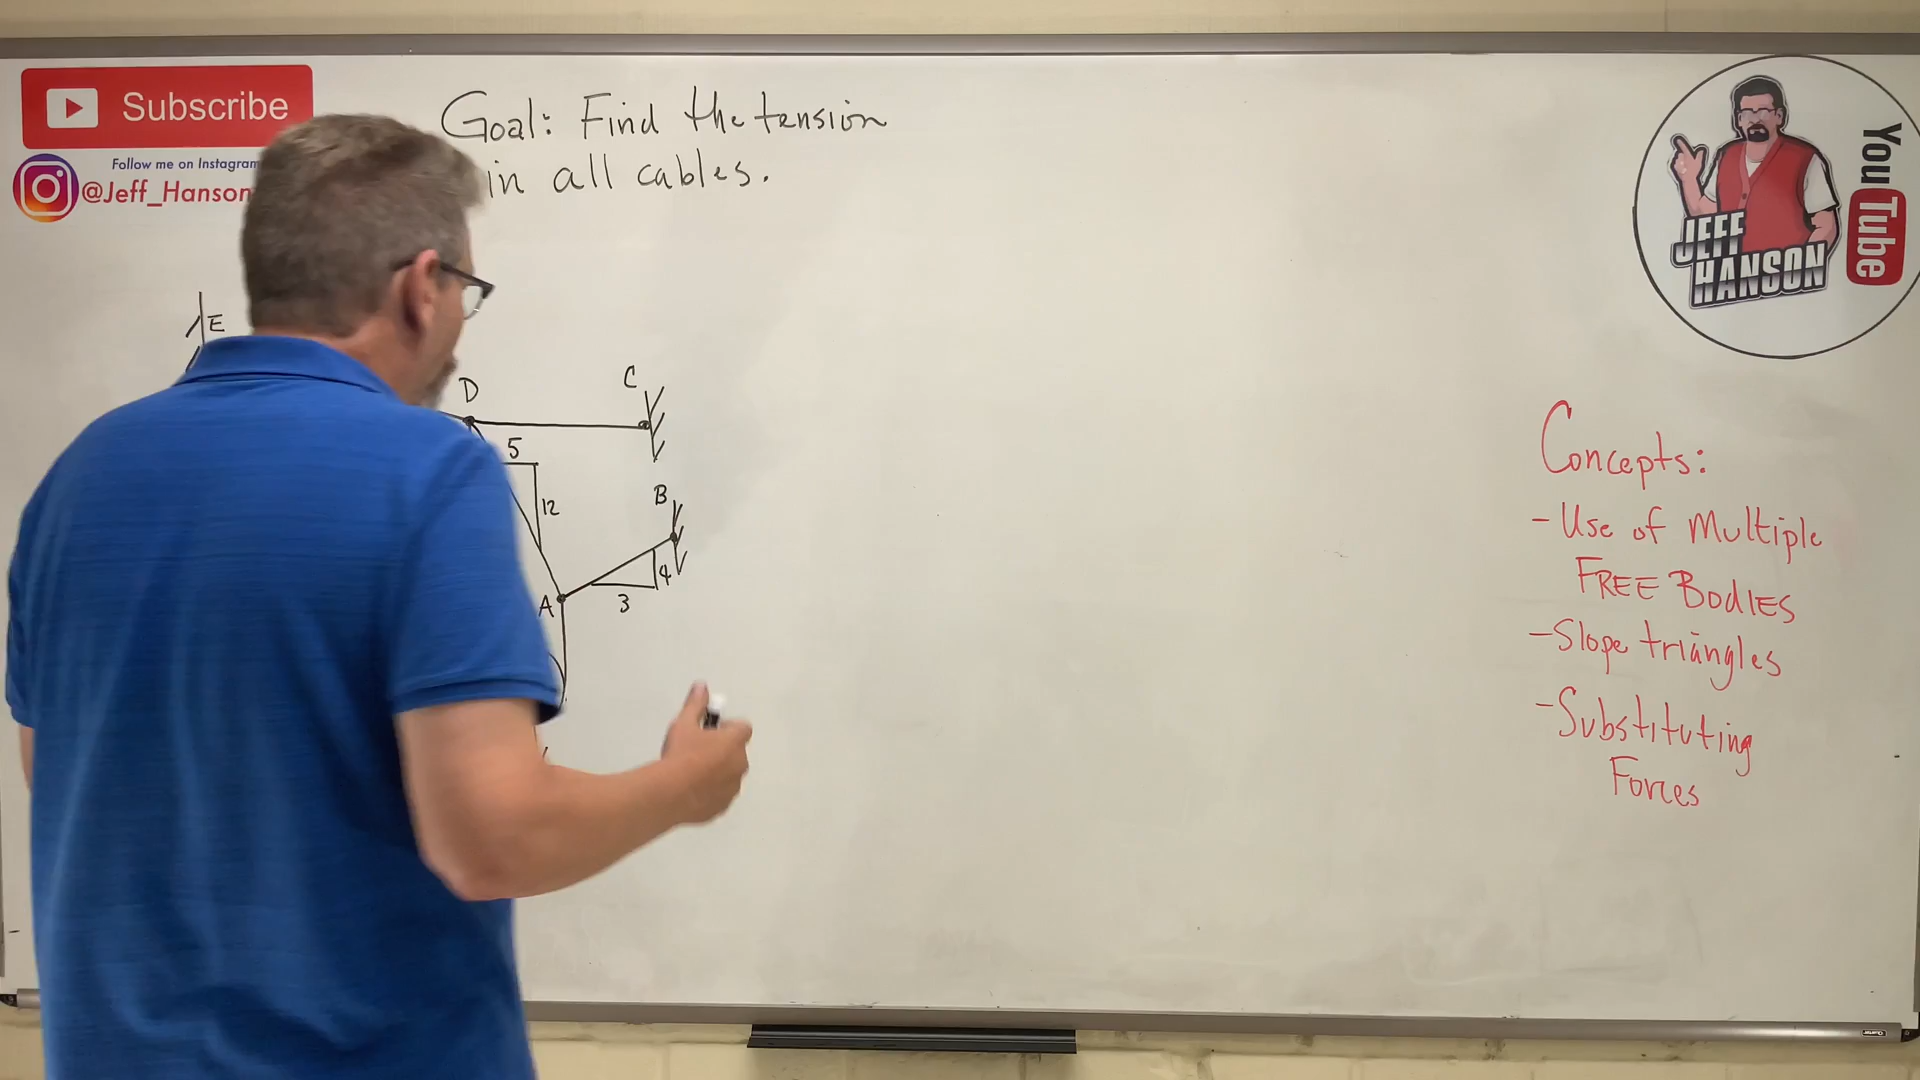 Subscribe
Follow me on Instagram
@Jeff_Hanson
Goal: Find the tension
in all cables.
E
D
C
5
12
B
A
4
3
YouTube
JEFF
HANSON
Concepts:
- Use of Multiple
FREE BodIES
- Slope triangles
- Substituting
Forces